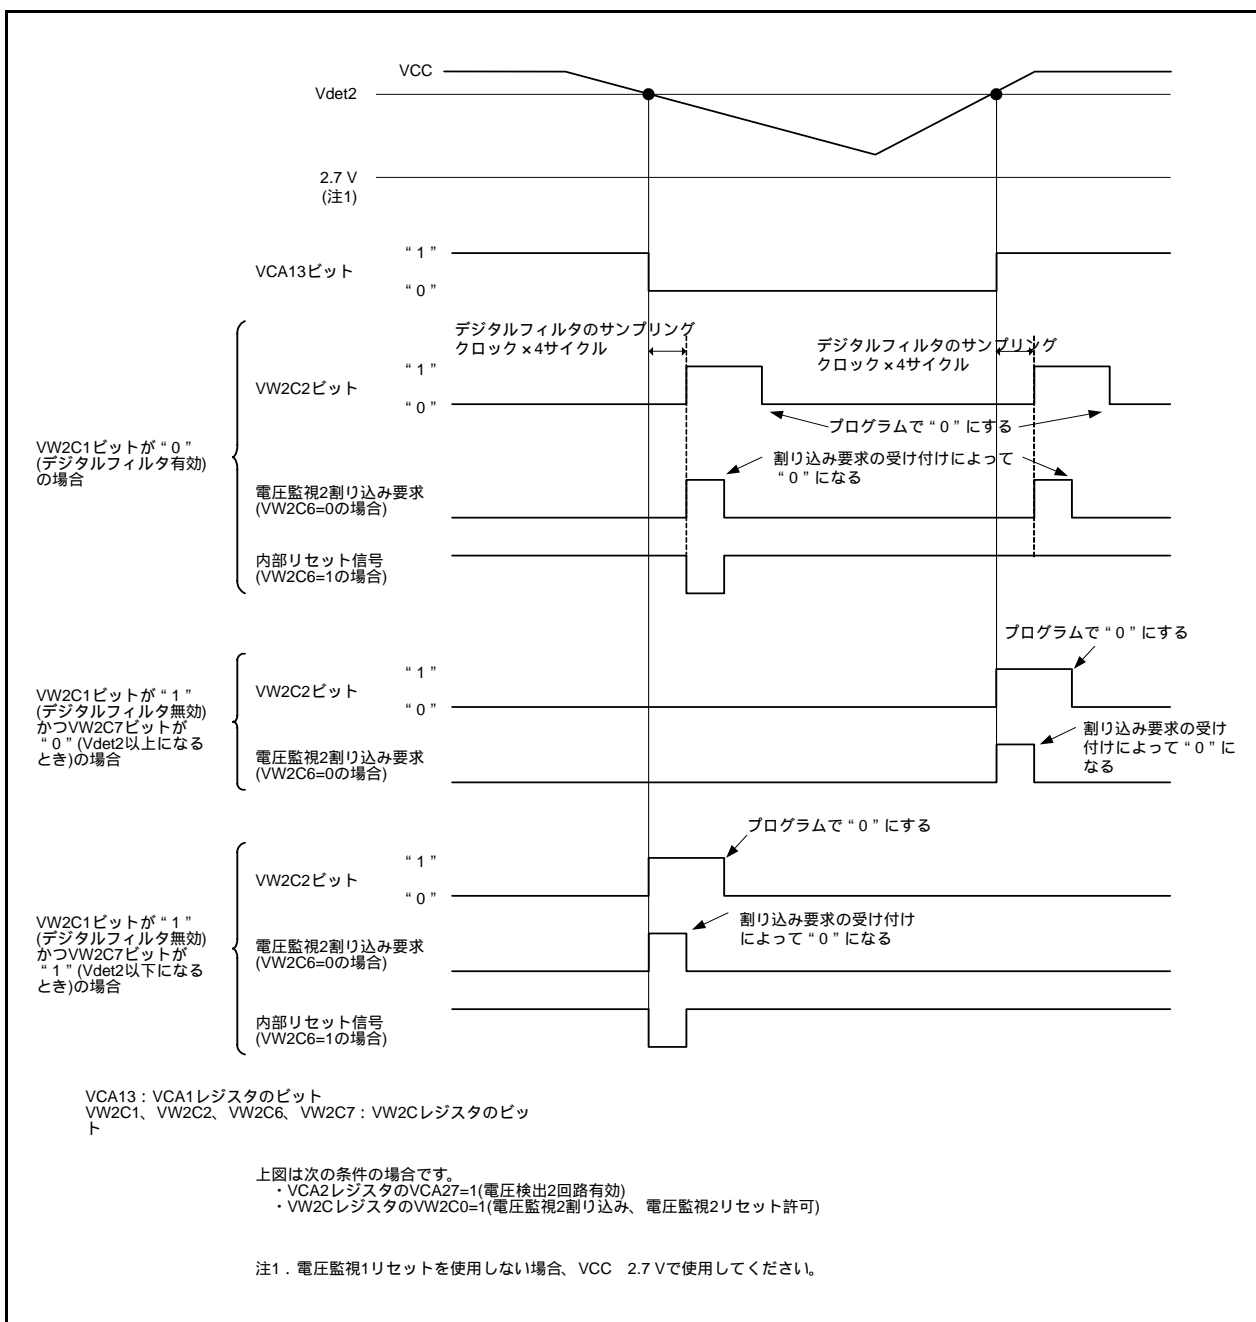 VCC
Vdet2
2.7 V
(注1)
VCA13ビット
“ 1 ”
“ 0 ”
デジタルフィルタのサンプリング
クロック×4サイクル
デジタルフィルタのサンプリング
クロック×4サイクル
VW2C1ビットが“ 0 ”
(デジタルフィルタ有効)
の場合
VW2C2ビット
“ 1 ”
“ 0 ”
プログラムで“ 0 ”にする
割り込み要求の受け付けによって
“ 0 ”になる
電圧監視2割り込み要求
(VW2C6=0の場合)
内部リセット信号
(VW2C6=1の場合)
プログラムで“ 0 ”にする
VW2C1ビットが“ 1 ”
(デジタルフィルタ無効)
かつVW2C7ビットが
“ 0 ”(Vdet2以上になる
とき)の場合
VW2C2ビット
“ 1 ”
“ 0 ”
割り込み要求の受け
付けによって“ 0 ”に
なる
電圧監視2割り込み要求
(VW2C6=0の場合)
プログラムで“ 0 ”にする
VW2C1ビットが“ 1 ”
(デジタルフィルタ無効)
かつVW2C7ビットが
“ 1 ”(Vdet2以下になる
とき)の場合
VW2C2ビット
“ 1 ”
“ 0 ”
割り込み要求の受け付け
によって“ 0 ”になる
電圧監視2割り込み要求
(VW2C6=0の場合)
内部リセット信号
(VW2C6=1の場合)
VCA13：VCA1レジスタのビット
VW2C1、VW2C2、VW2C6、VW2C7：VW2Cレジスタのビッ
ト
上図は次の条件の場合です。
・VCA2レジスタのVCA27=1(電圧検出2回路有効)
・VW2CレジスタのVW2C0=1(電圧監視2割り込み、電圧監視2リセット許可)
注1．電圧監視1リセットを使用しない場合、VCC　2.7 Vで使用してください。